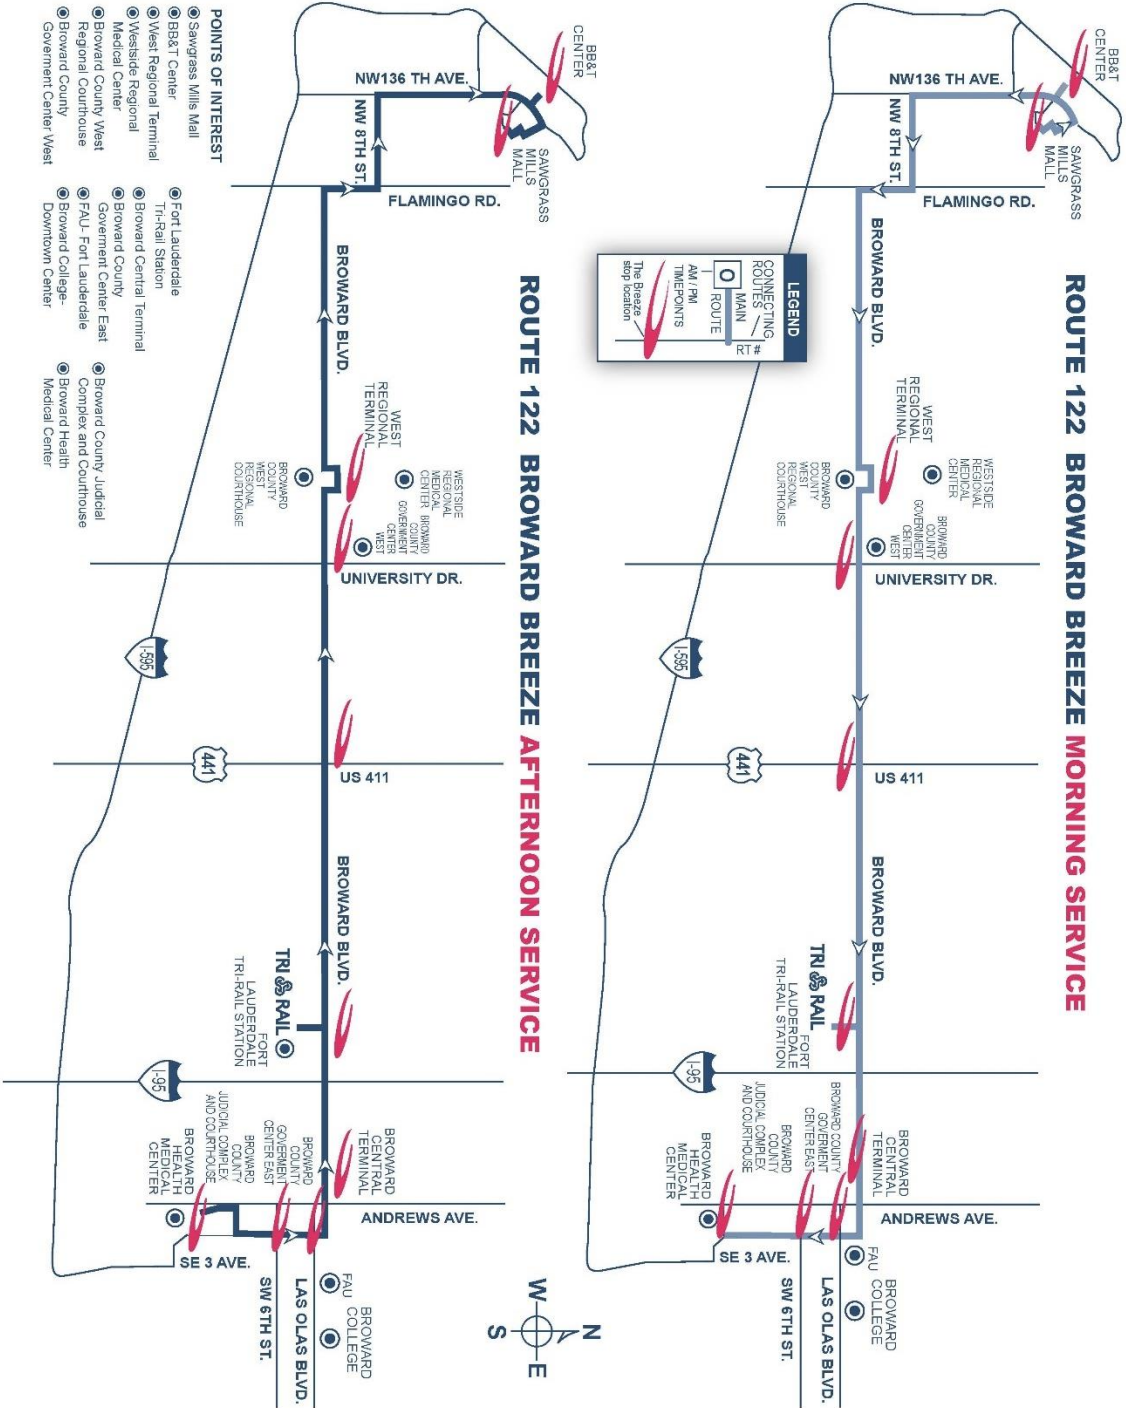 ROUTE 122 BROWARD BREEZE MORNING SERVICE
BB&T
CENTER
SAWGRASS
MILLS
MALL
NW136 TH AVE.
NW 8TH ST.
FLAMINGO RD.
BROWARD BLVD.
WEST
REGIONAL
TERMINAL
WESTSIDE
REGIONAL
MEDICAL
CENTER
BROWARD
COUNTY
GOVERNMENT
CENTER
WEST
BROWARD
COUNTY
WEST
REGIONAL
COURTHOUSE
UNIVERSITY DR.
I-595
441
US 411
BROWARD BLVD.
TRI RAIL
FORT
LAUDERDALE
TRI-RAIL STATION
I-95
BROWARD
CENTRAL
TERMINAL
BROWARD COUNTY
GOVERMENT
CENTER EAST
BROWARD
COUNTY
JUDICIAL COMPLEX
AND COURTHOUSE
BROWARD
HEALTH
MEDICAL
CENTER
ANDREWS AVE.
FAU
BROWARD
COLLEGE
LAS OLAS BLVD.
SW 6TH ST.
LEGEND
CONNECTING
ROUTES
RT #
O
MAIN
ROUTE
AM / PM
TIMEPOINTS
The Breeze
stop location
N
W
E
S
ROUTE 122 BROWARD BREEZE AFTERNOON SERVICE
BB&T
CENTER
SAWGRASS
MILLS
MALL
NW136 TH AVE.
NW 8TH ST.
FLAMINGO RD.
BROWARD BLVD.
WEST
REGIONAL
TERMINAL
WESTSIDE
REGIONAL
MEDICAL
CENTER
BROWARD
COUNTY
GOVERNMENT
CENTER
WEST
BROWARD
COUNTY
WEST
REGIONAL
COURTHOUSE
UNIVERSITY DR.
I-595
441
US 411
BROWARD BLVD.
TRI RAIL
FORT
LAUDERDALE
TRI-RAIL STATION
I-95
BROWARD
CENTRAL
TERMINAL
BROWARD
COUNTY
GOVERMENT
CENTER EAST
BROWARD
COUNTY
JUDICIAL COMPLEX
AND COURTHOUSE
BROWARD
HEALTH
MEDICAL
CENTER
ANDREWS AVE.
SE 3 AVE.
FAU
BROWARD
COLLEGE
LAS OLAS BLVD.
SW 6TH ST.
POINTS OF INTEREST
Sawgrass Mills Mall
BB&T Center
West Regional Terminal
Westside Regional
Medical Center
Broward County West
Regional Courthouse
Broward County
Goverment Center West
Fort Lauderdale
Tri-Rail Station
Broward Central Terminal
Broward County
Goverment Center East
FAU- Fort Lauderdale
Broward College-
Downtown Center
Broward County Judicial
Complex and Courthouse
Broward Health
Medical Center